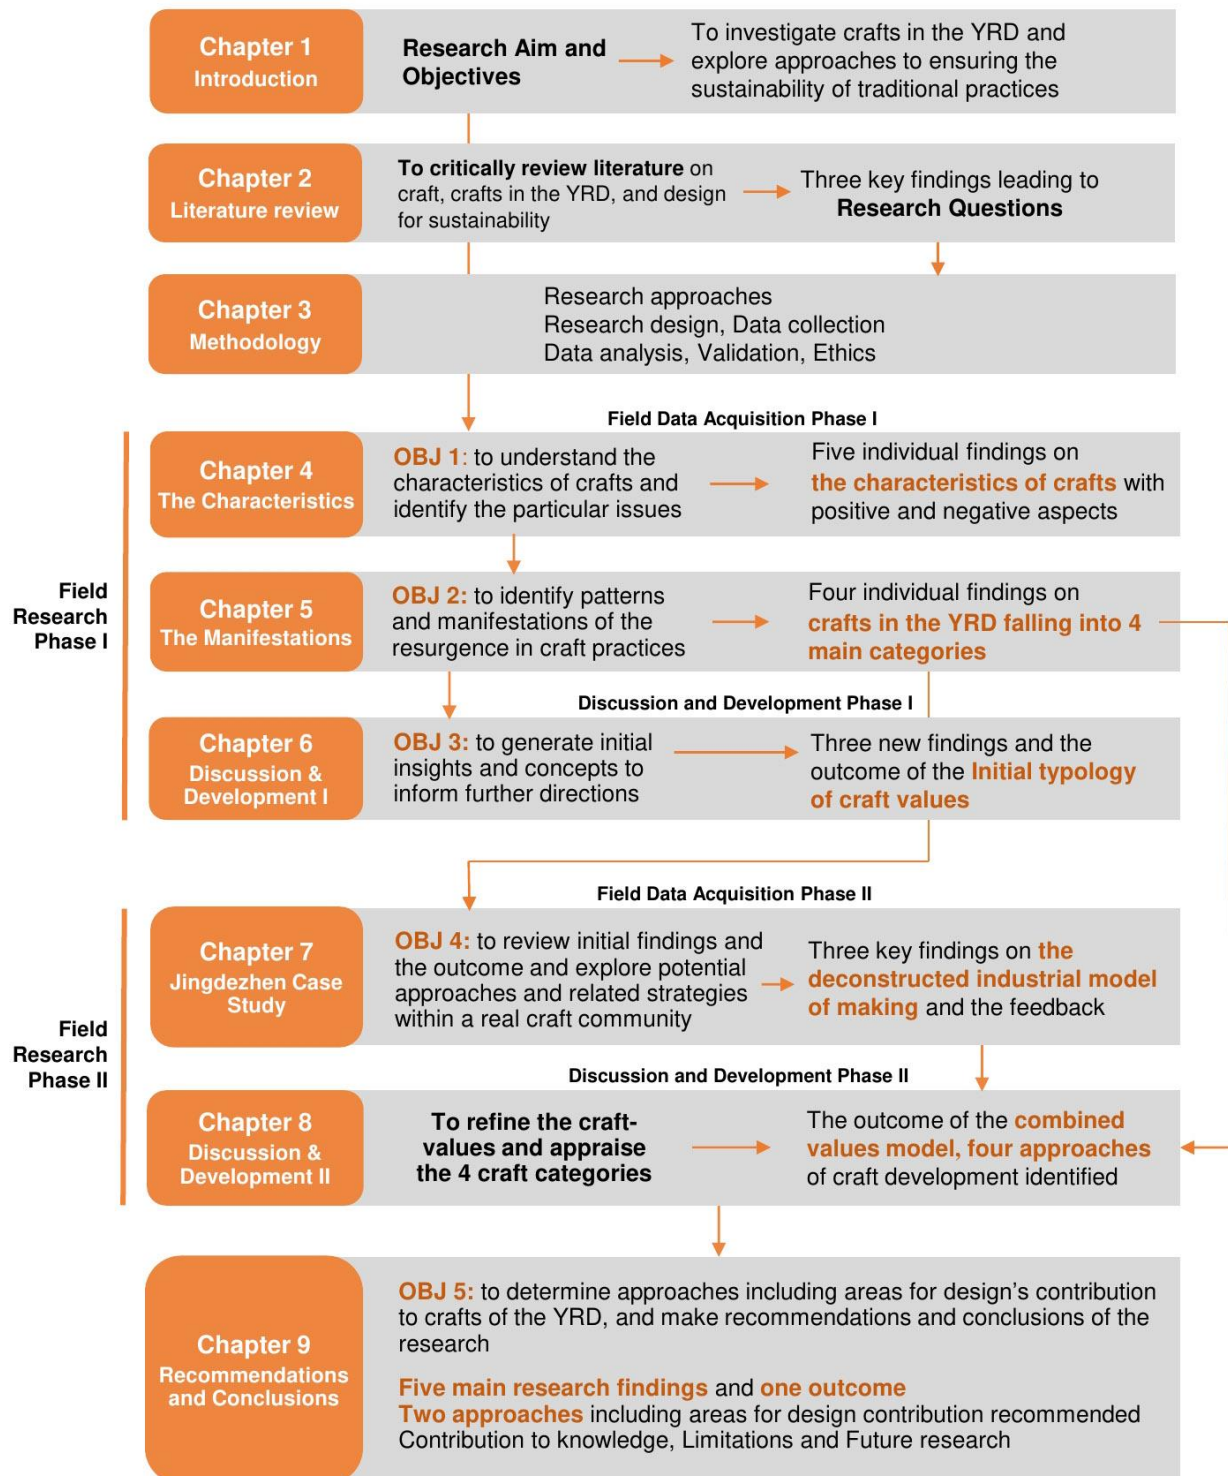 Chapter 1
Introduction
Research Aim and
Objectives
To investigate crafts in the YRD and
explore approaches to ensuring the
sustainability of traditional practices
Chapter 2
Literature review
To critically review literature on
craft, crafts in the YRD, and design
for sustainability
Three key findings leading to
Research Questions
Chapter 3
Methodology
Research approaches
Research design, Data collection
Data analysis, Validation, Ethics
Field Data Acquisition Phase I
Field
Research
Phase I
Chapter 4
The Characteristics
OBJ 1: to understand the
characteristics of crafts and
identify the particular issues
Five individual findings on
the characteristics of crafts with
positive and negative aspects
Chapter 5
The Manifestations
OBJ 2: to identify patterns
and manifestations of the
resurgence in craft practices
Four individual findings on
crafts in the YRD falling into 4
main categories
Discussion and Development Phase I
Chapter 6
Discussion &
Development I
OBJ 3: to generate initial
insights and concepts to
inform further directions
Three new findings and the
outcome of the Initial typology
of craft values
Field Data Acquisition Phase II
Field
Research
Phase II
Chapter 7
Jingdezhen Case
Study
OBJ 4: to review initial findings and
the outcome and explore potential
approaches and related strategies
within a real craft community
Three key findings on the
deconstructed industrial model
of making and the feedback
Discussion and Development Phase II
Chapter 8
Discussion &
Development II
To refine the craft-
values and appraise
the 4 craft categories
The outcome of the combined
values model, four approaches
of craft development identified
Chapter 9
Recommendations
and Conclusions
OBJ 5: to determine approaches including areas for design's contribution
to crafts of the YRD, and make recommendations and conclusions of the
research
Five main research findings and one outcome
Two approaches including areas for design contribution recommended
Contribution to knowledge, Limitations and Future research